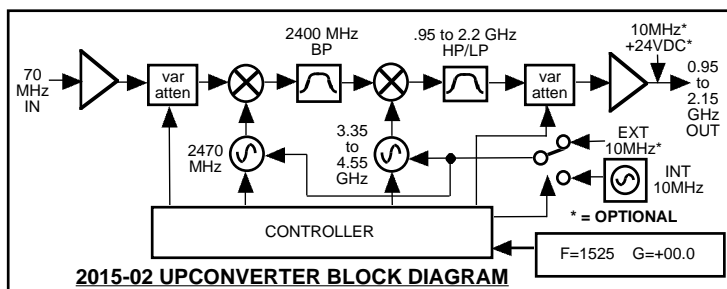 70
MHz
IN
var
atten
2400 MHz
BP
.95 to 2.2 GHz
HP/LP
var
atten
10MHz*
+24VDC*
0.95
to
2.15
GHz
OUT
2470
MHz
3.35
to
4.55
GHz
EXT
10MHz*
INT
10MHz
* = OPTIONAL
CONTROLLER
F=1525 G=+00.0
2015-02 UPCONVERTER BLOCK DIAGRAM